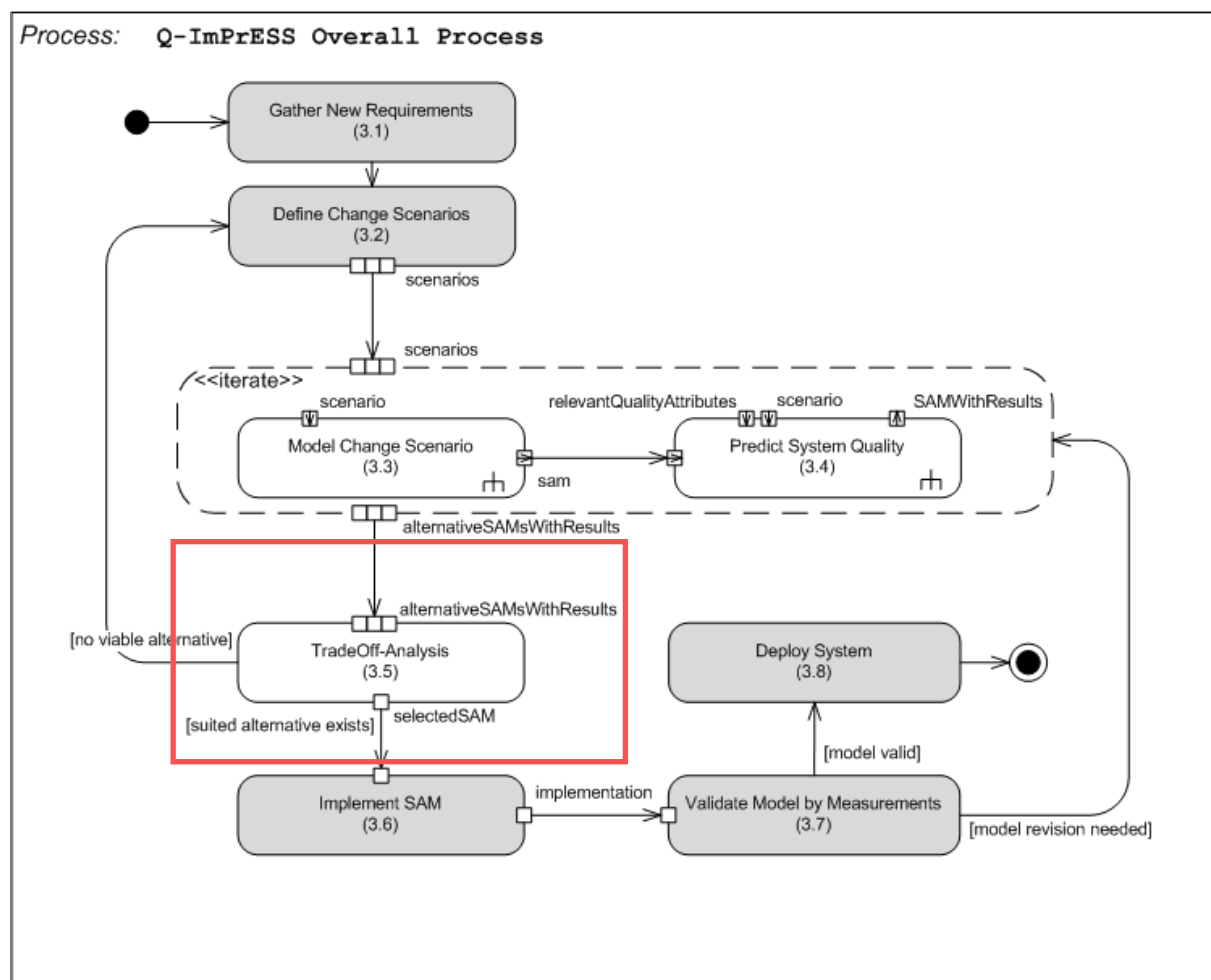 Process: Q-ImPrESS Overall Process
Gather New Requirements
(3.1)
Define Change Scenarios
(3.2)
scenarios
scenarios
<<iterate>>
scenario
relevantQualityAttributes
scenario
SAMWithResults
Model Change Scenario
(3.3)
sam
Predict System Quality
(3.4)
alternativeSAMsWithResults
alternativeSAMsWithResults
[no viable alternative]
TradeOff-Analysis
(3.5)
Deploy System
(3.8)
selectedSAM
[suited alternative exists]
[model valid]
Implement SAM
(3.6)
implementation
Validate Model by Measurements
(3.7)
[model revision needed]